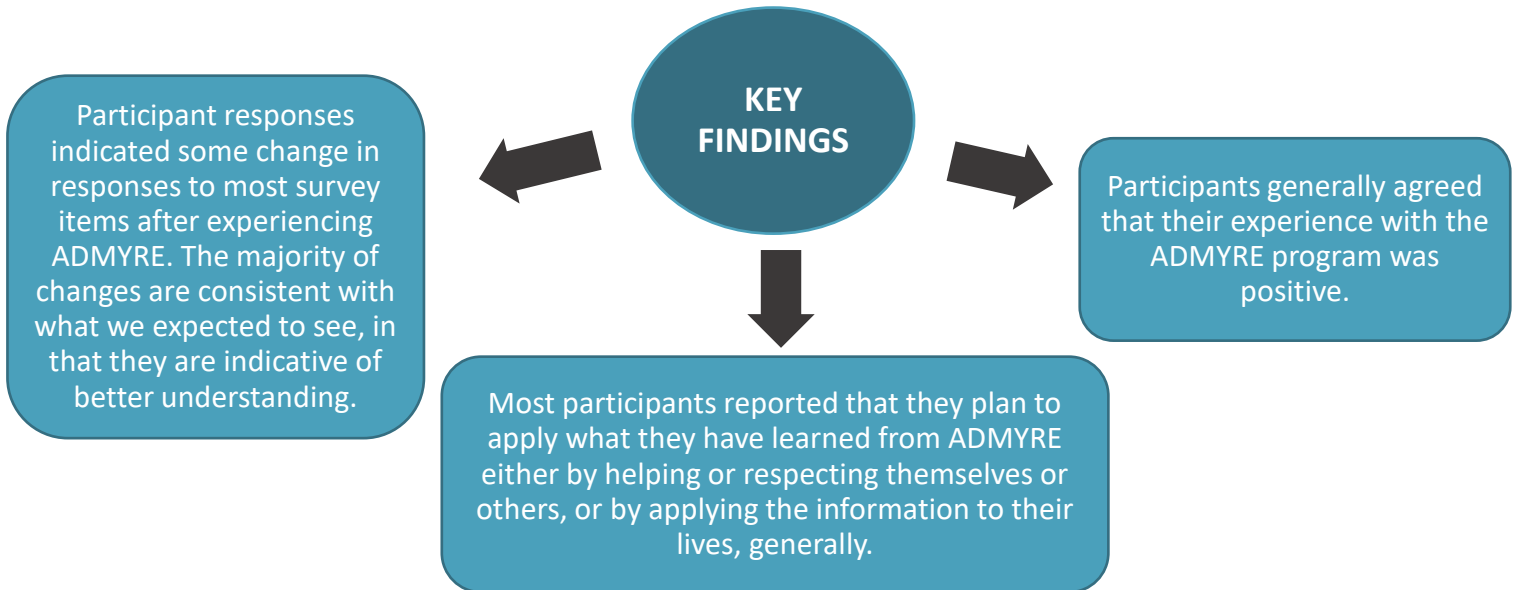 KEY
FINDINGS
Participant responses
indicated some change in
responses to most survey
items after experiencing
ADMYRE. The majority of
changes are consistent with
what we expected to see, in
that they are indicative of
better understanding.
Most participants reported that they plan to
apply what they have learned from ADMYRE
either by helping or respecting themselves or
others, or by applying the information to their
lives, generally.
Participants generally agreed
that their experience with the
ADMYRE program was
positive.